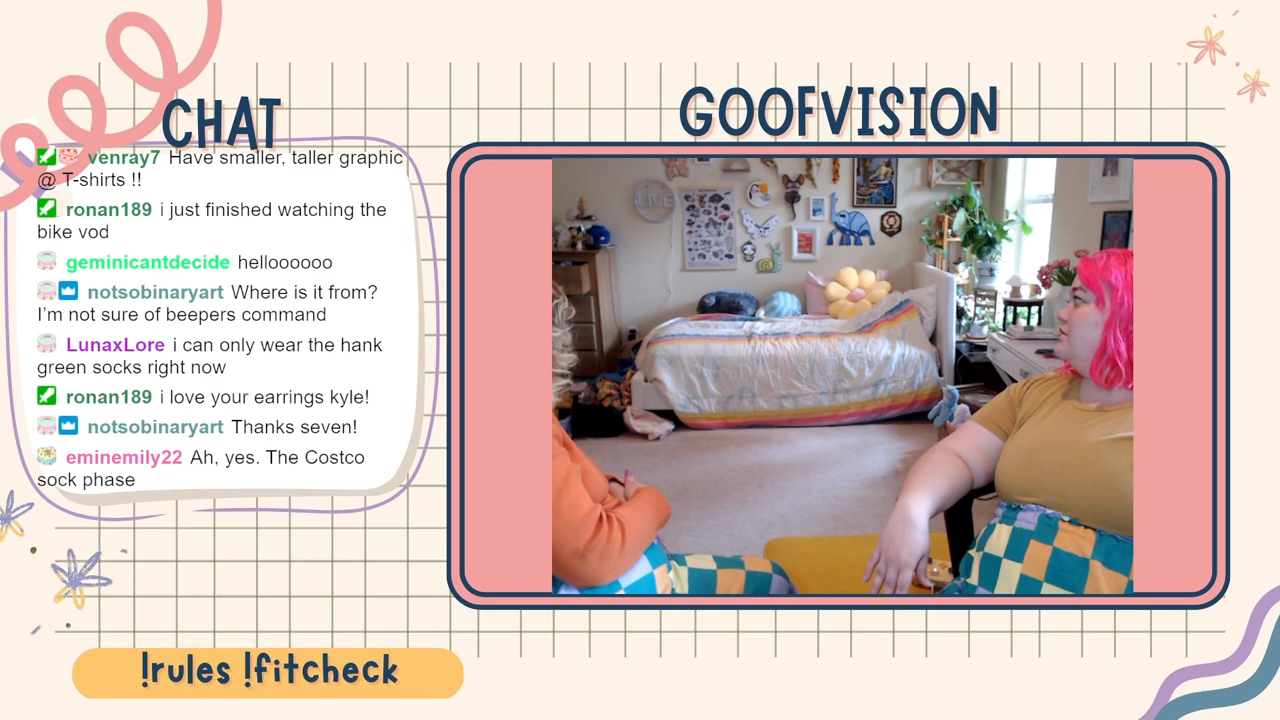 CHAT
GOOFVISION
venray7 Have smaller, taller graphic
@ T-shirts !!
ronan189 i just finished watching the
bike vod
geminicantdecide helloooooo
notsobinaryart Where is it from?
I'm not sure of beepers command
LunaxLore i can only wear the hank
green socks right now
ronan189 i love your earrings kyle!
notsobinaryart Thanks seven!
eminemily22 Ah, yes. The Costco
sock phase
LIVE
!rules !fitcheck